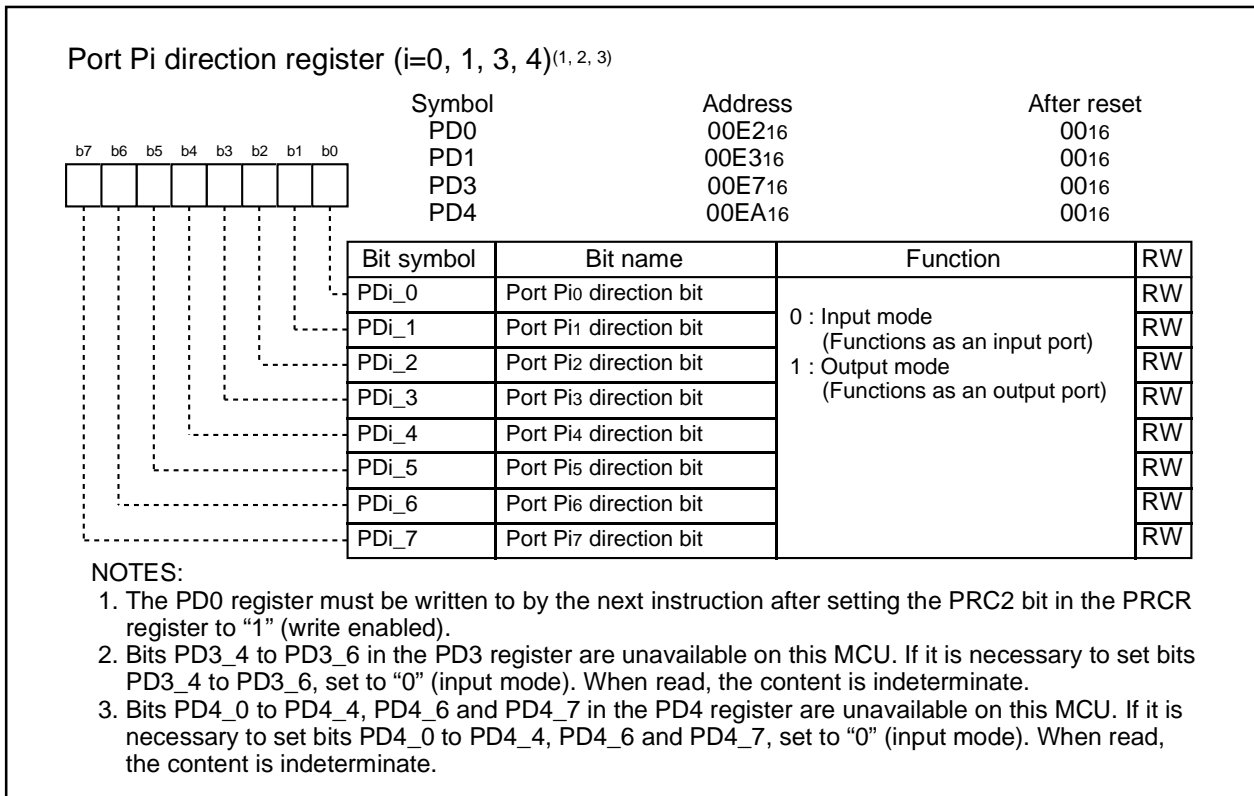 Port Pi direction register (i=0, 1, 3, 4)(1, 2, 3)
Symbol Address After reset
PD0 00E216 0016
PD1 00E316 0016
PD3 00E716 0016
PD4 00EA16 0016
b7 b6 b5 b4 b3 b2 b1 b0
Bit symbol Bit name Function RW
PDi_0 Port Pi0 direction bit RW
PDi_1 Port Pi1 direction bit RW
PDi_2 Port Pi2 direction bit RW
PDi_3 Port Pi3 direction bit RW
PDi_4 Port Pi4 direction bit RW
PDi_5 Port Pi5 direction bit RW
PDi_6 Port Pi6 direction bit RW
PDi_7 Port Pi7 direction bit RW
0 : Input mode
(Functions as an input port)
1 : Output mode
(Functions as an output port)
NOTES:
1. The PD0 register must be written to by the next instruction after setting the PRC2 bit in the PRCR
register to “1” (write enabled).
2. Bits PD3_4 to PD3_6 in the PD3 register are unavailable on this MCU. If it is necessary to set bits
PD3_4 to PD3_6, set to “0” (input mode). When read, the content is indeterminate.
3. Bits PD4_0 to PD4_4, PD4_6 and PD4_7 in the PD4 register are unavailable on this MCU. If it is
necessary to set bits PD4_0 to PD4_4, PD4_6 and PD4_7, set to “0” (input mode). When read,
the content is indeterminate.